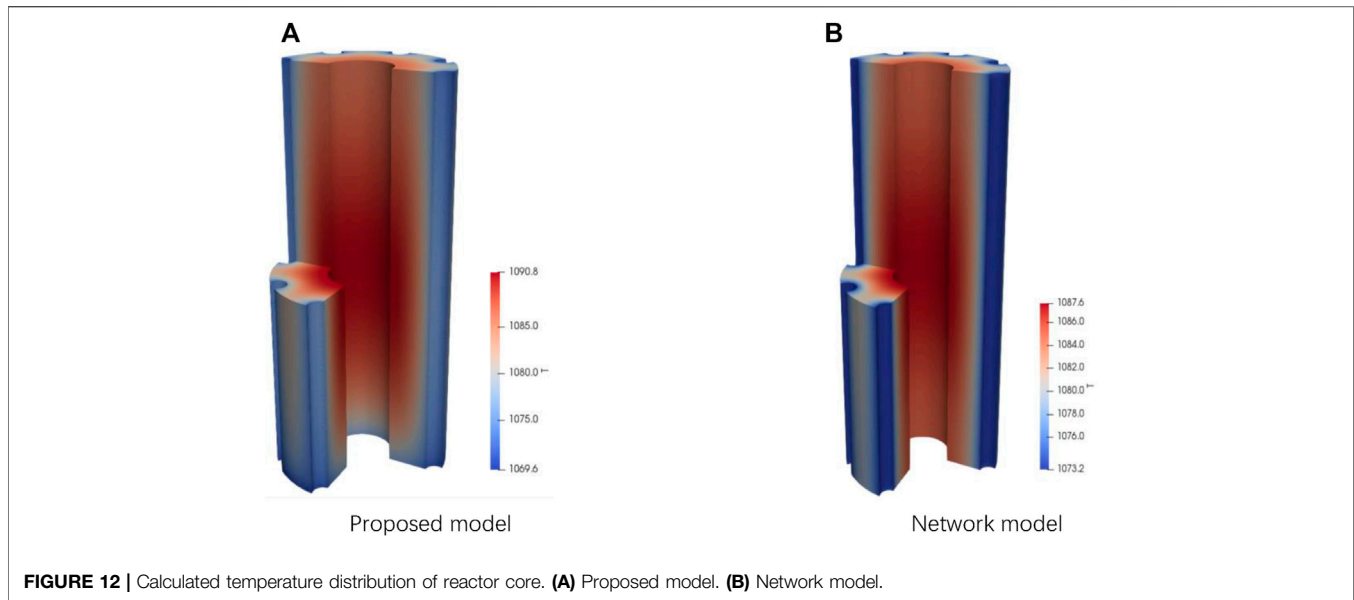 A
B
1090.8
1085.0
1080.0
T
1075.0
1069.6
1087.6
1086.0
1084.0
1082.0
1080.0
T
1078.0
1076.0
1073.2
Proposed model
Network model
FIGURE 12 | Calculated temperature distribution of reactor core. (A) Proposed model. (B) Network model.